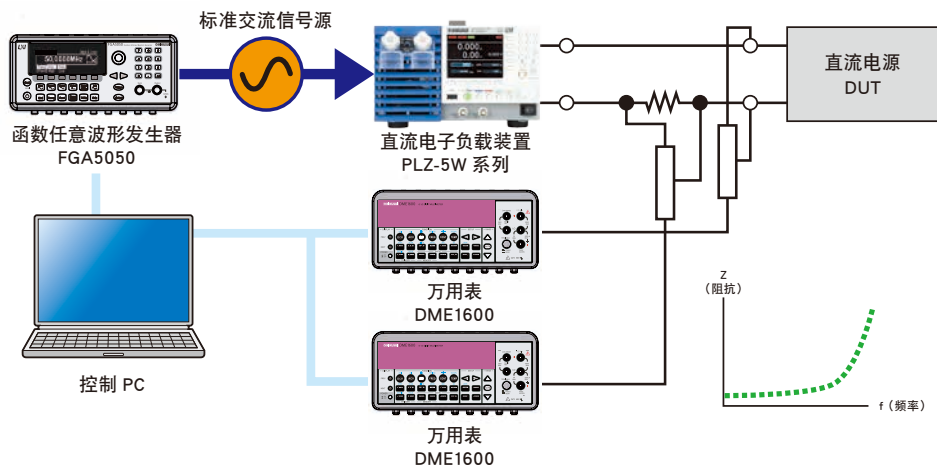 标准交流信号源
函数任意波形发生器
FGA5050
直流电子负载装置
PLZ-5W 系列
直流电源
DUT
万用表
DME1600
控制 PC
万用表
DME1600
Z
（阻抗）
f（频率）